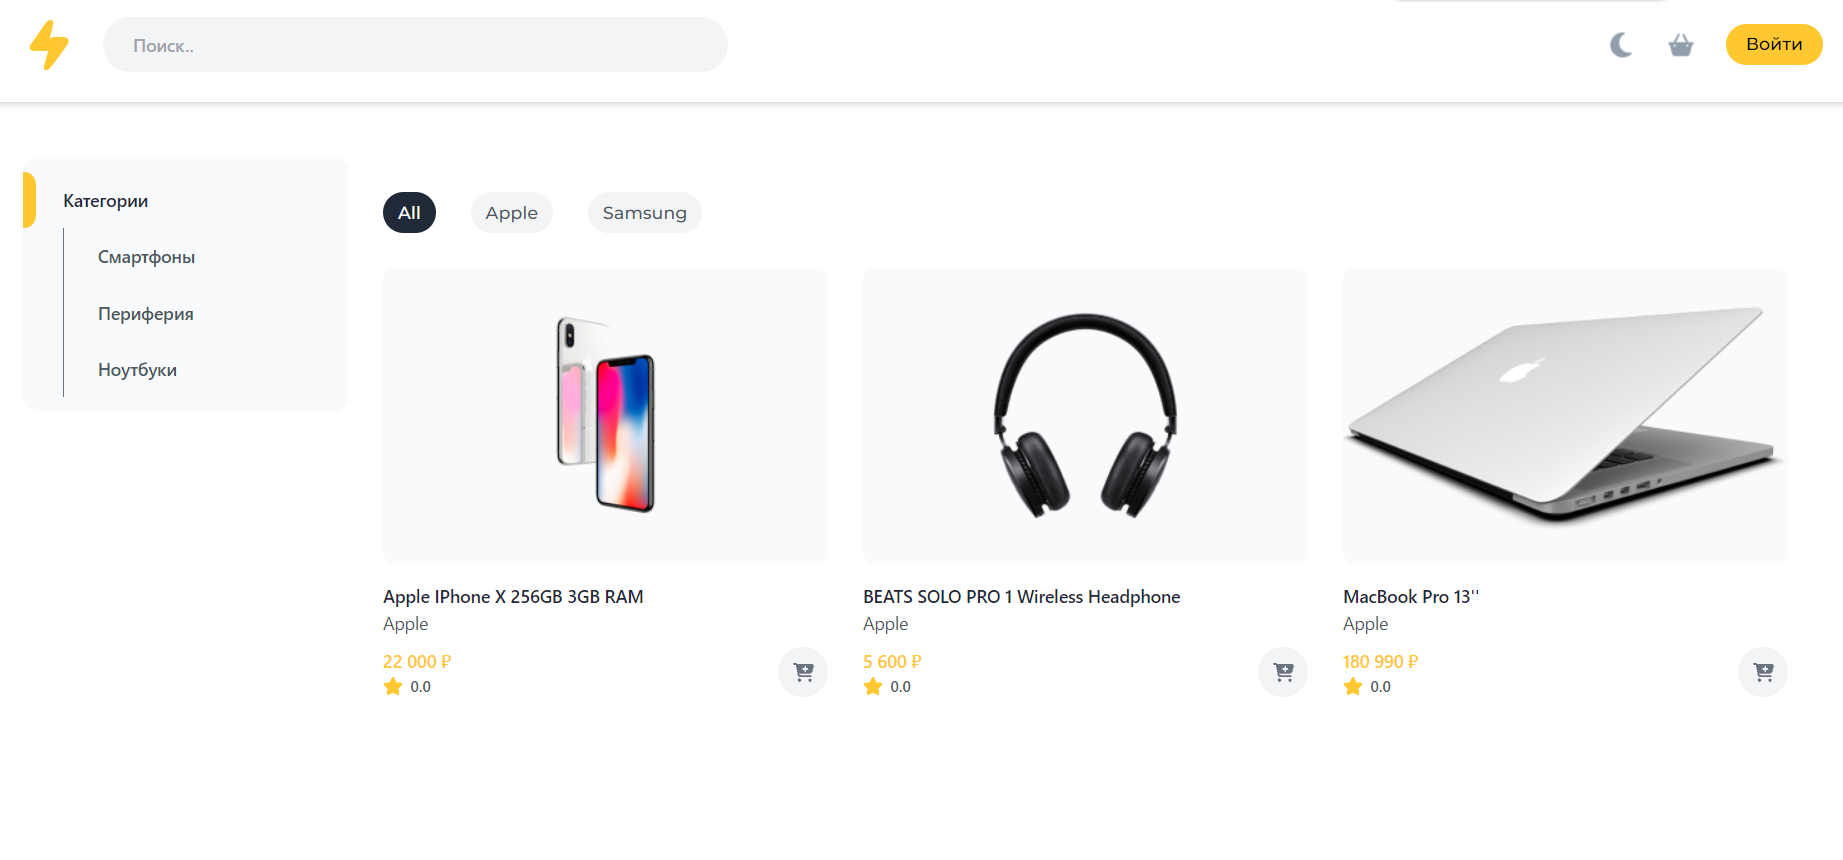 Поиск..
Войти
Категории
Смартфоны
Периферия
Ноутбуки
All
Apple
Samsung
Apple IPhone X 256GB 3GB RAM
Apple
22 000 ₽
0.0
BEATS SOLO PRO 1 Wireless Headphone
Apple
5 600 ₽
0.0
MacBook Pro 13''
Apple
180 990 ₽
0.0